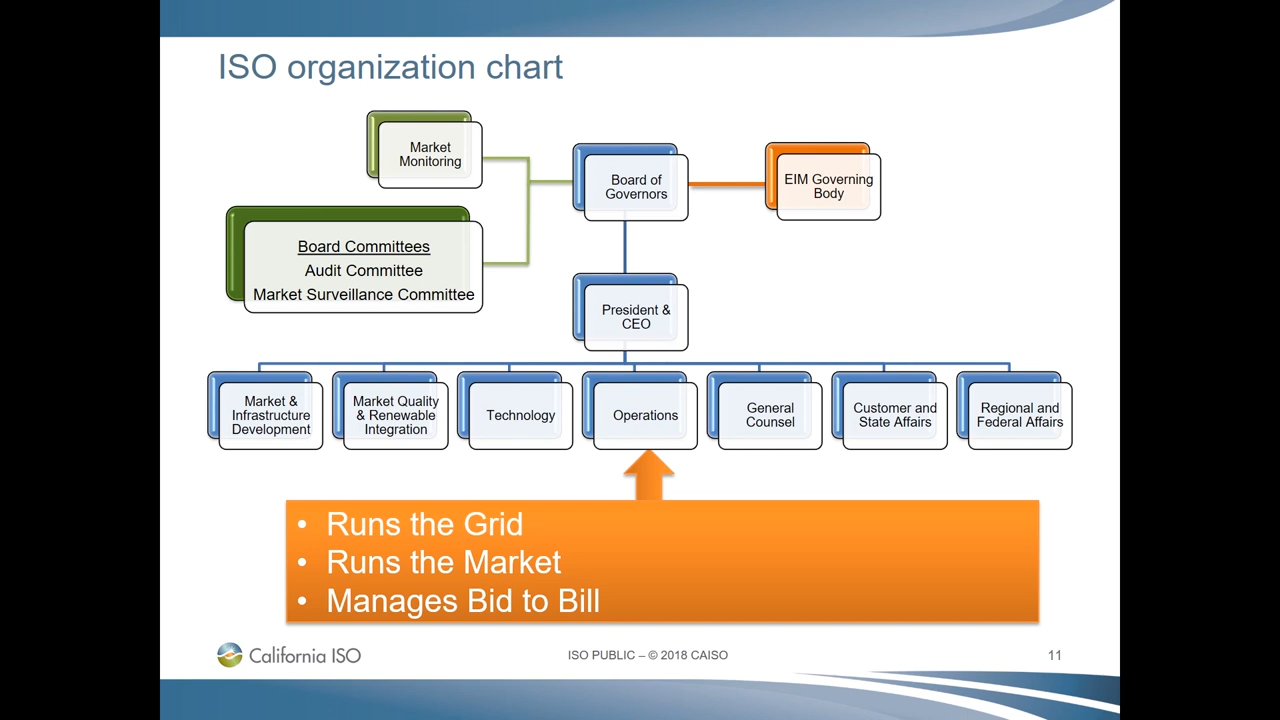 ISO organization chart
Market
Monitoring
Board of
Governors
EIM Governing
Body
Board Committees
Audit Committee
Market Surveillance Committee
President &
CEO
Market &
Infrastructure
Development
Market Quality
& Renewable
Integration
Technology
Operations
General
Counsel
Customer and
State Affairs
Regional and
Federal Affairs
• Runs the Grid
• Runs the Market
• Manages Bid to Bill
California ISO
ISO PUBLIC – © 2018 CAISO
11